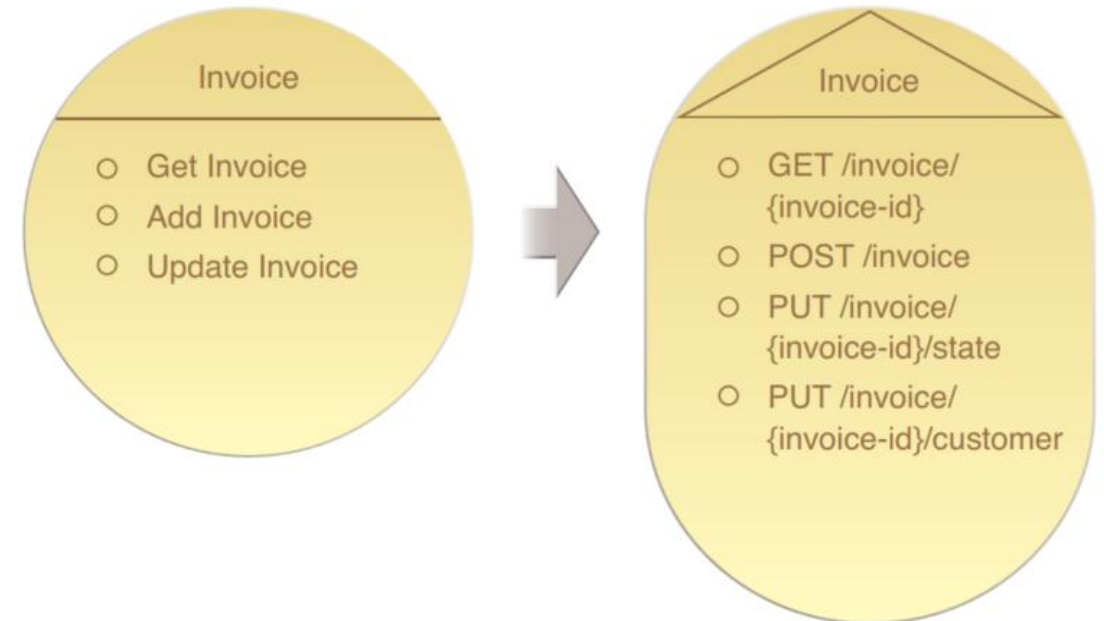 Invoice
Get Invoice
Add Invoice
Update Invoice
Invoice
GET /invoice/
{invoice-id}
POST /invoice
PUT /invoice/
{invoice-id}/state
PUT /invoice/
{invoice-id}/customer